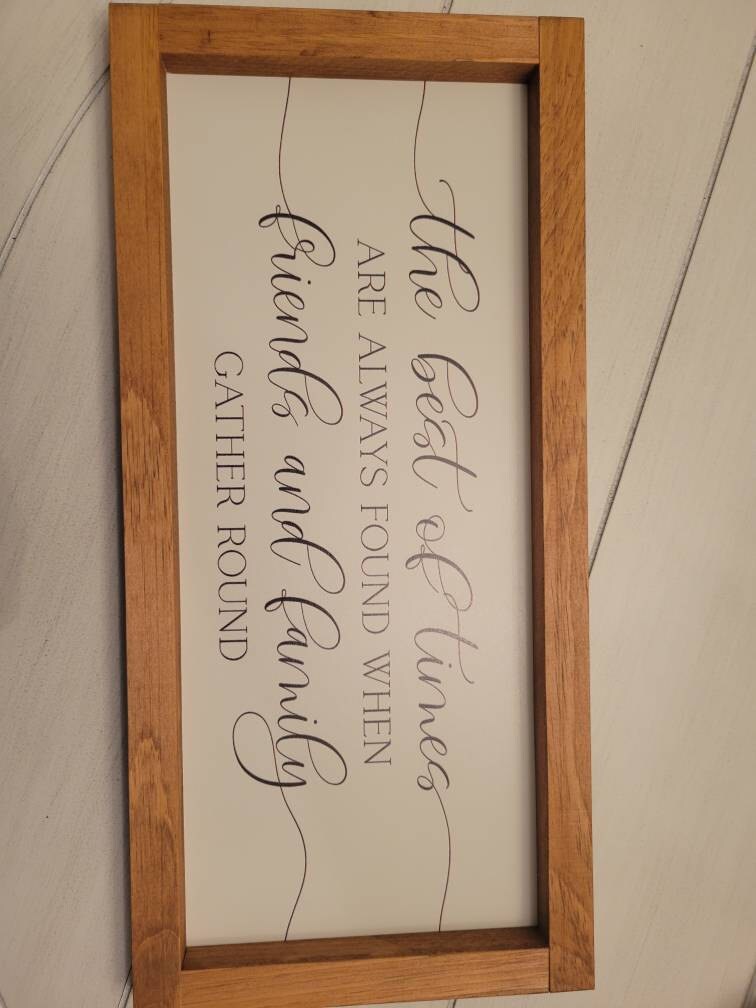 the best of times
ARE ALWAYS FOUND WHEN
friends and family
GATHER ROUND